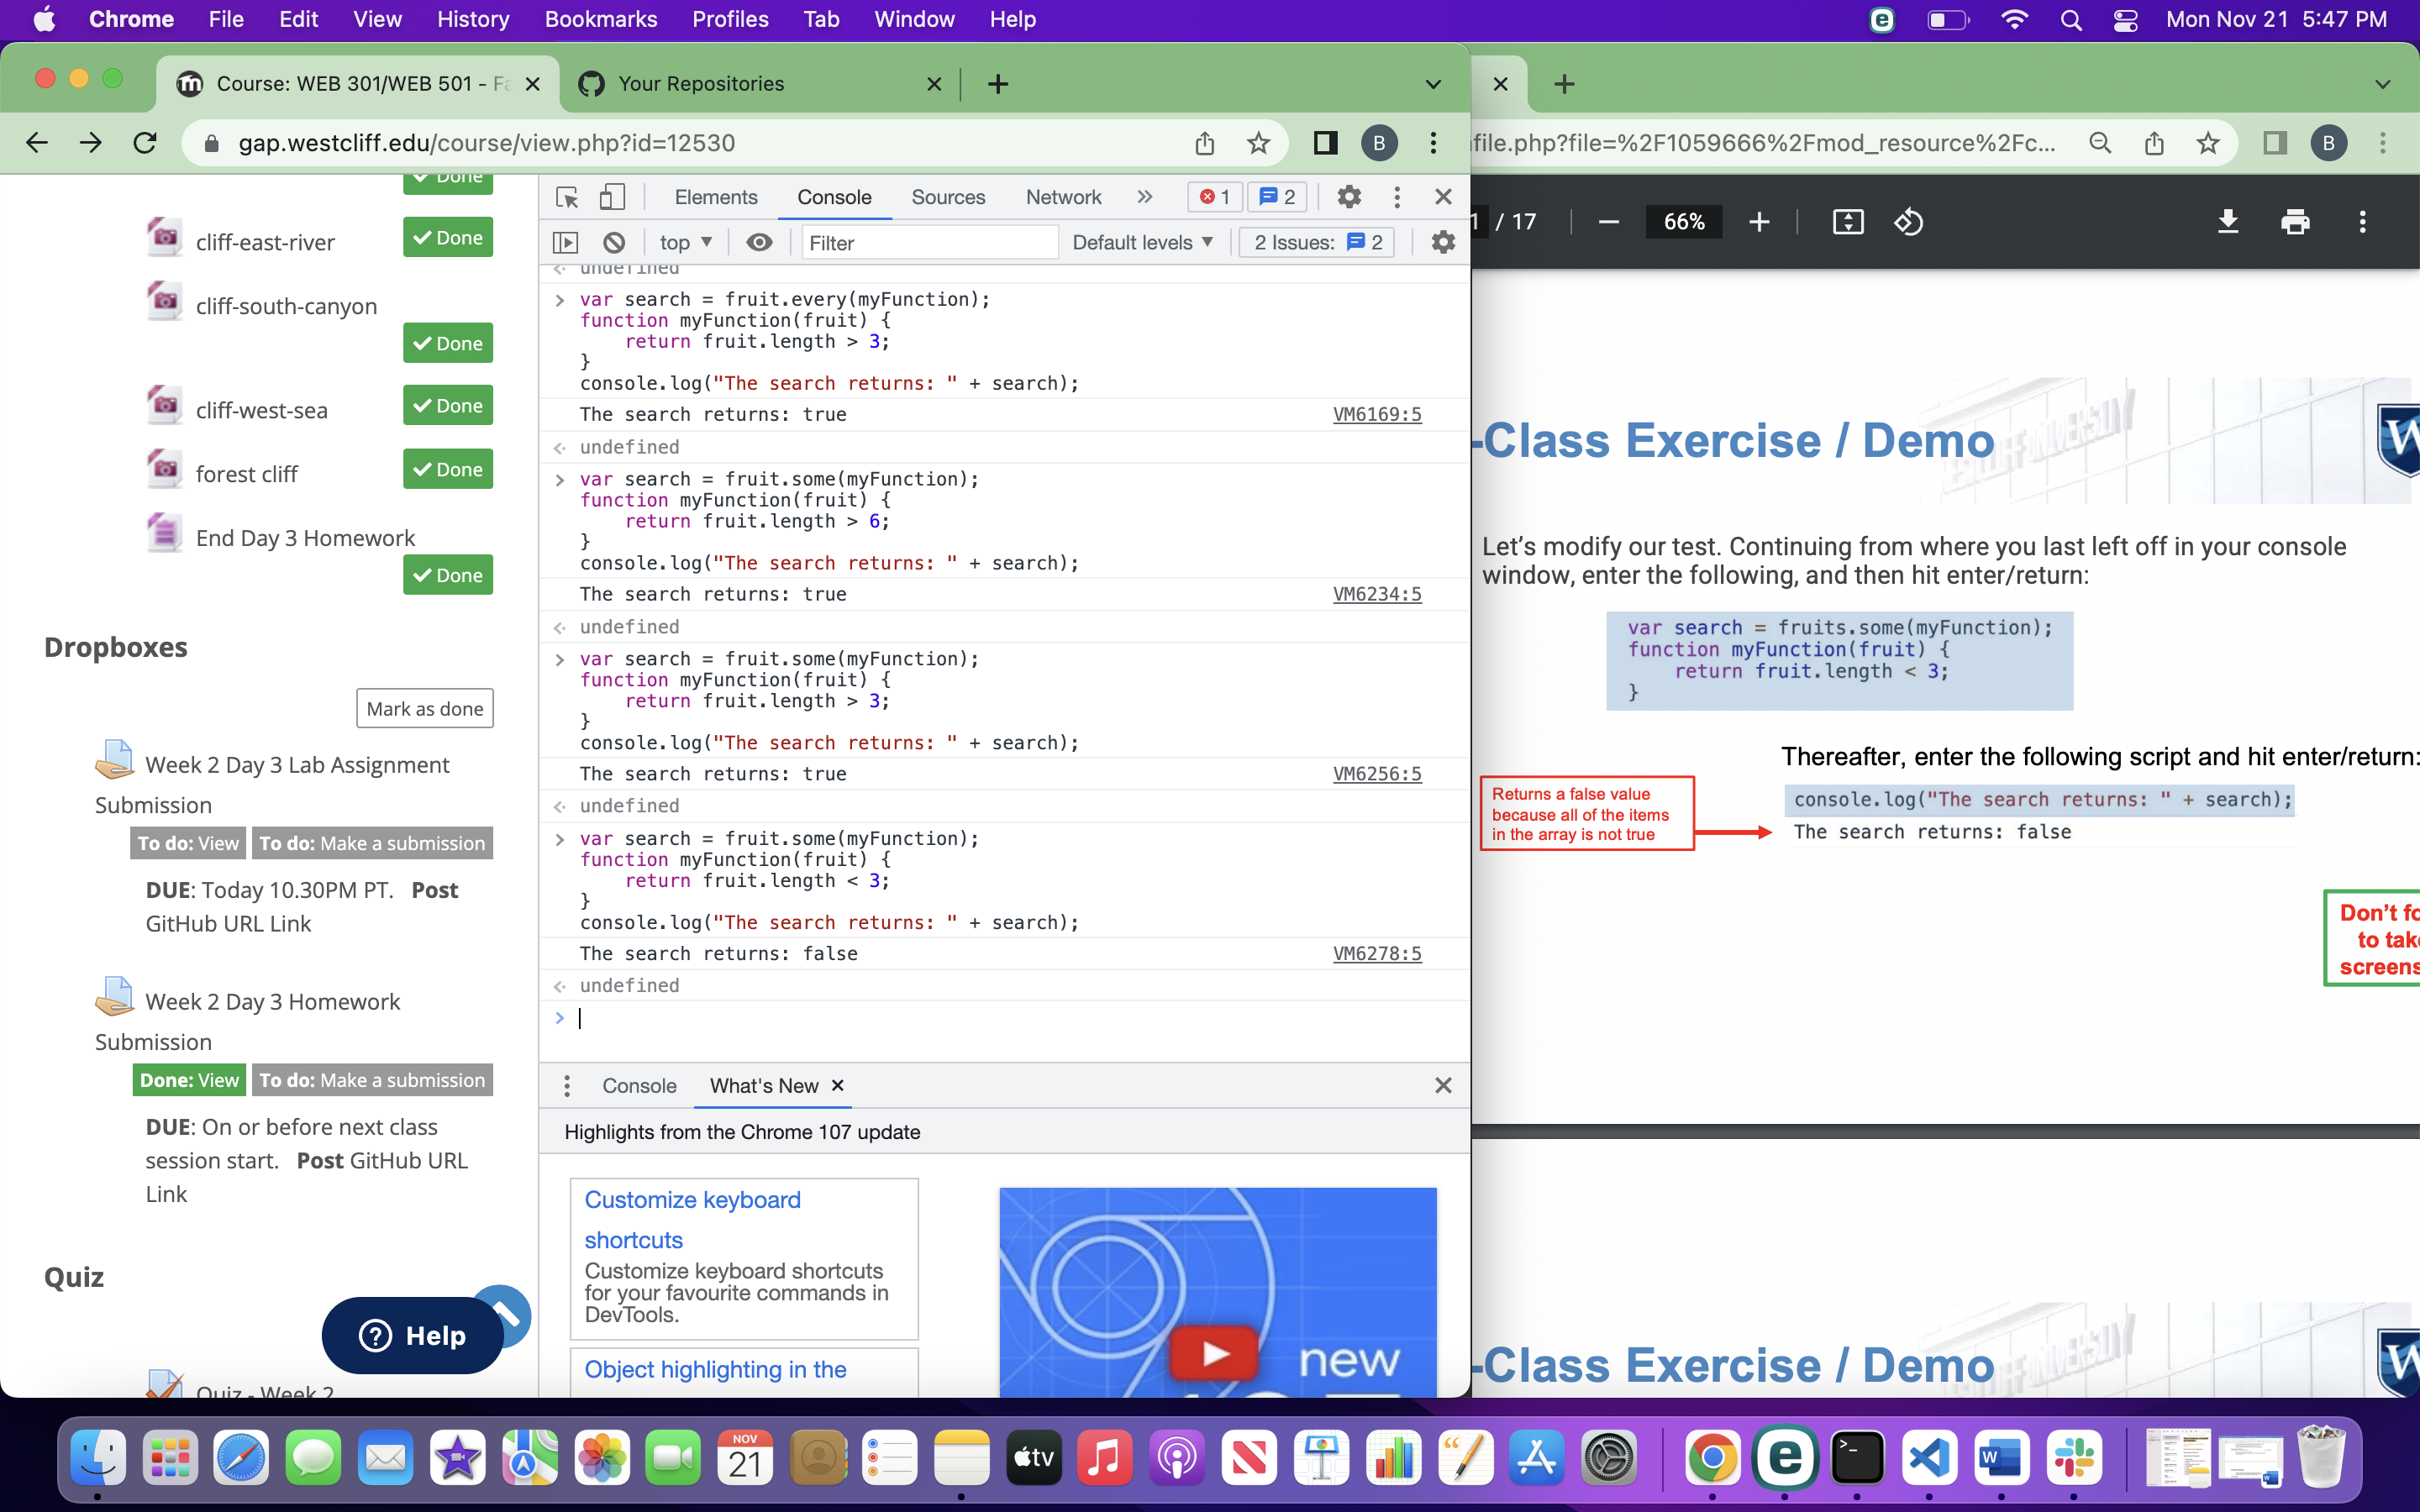 Chrome File Edit View History Bookmarks Profiles Tab Window Help Mon Nov 21 5:47 PM
Course: WEB 301/WEB 501 - Fa
Your Repositories
gap.westcliff.edu/course/view.php?id=12530
B
file.php?file=%2F1059666%2Fmod_resource%2Fc...
B
Done
cliff-east-river
Done
cliff-south-canyon
Done
cliff-west-sea
Done
forest cliff
Done
End Day 3 Homework
Done
Dropboxes
Mark as done
Week 2 Day 3 Lab Assignment
Submission
To do: View To do: Make a submission
DUE: Today 10.30PM PT. Post
GitHub URL Link
Week 2 Day 3 Homework
Submission
Done: View To do: Make a submission
DUE: On or before next class
session start. Post GitHub URL
Link
Quiz
Help
Quiz - Week 2
Elements Console Sources Network 1 2
top Filter Default levels 2 Issues: 2
undefined
var search = fruit.every(myFunction);
function myFunction(fruit) {
return fruit.length > 3;
}
console.log("The search returns: " + search);
The search returns: true VM6169:5
undefined
var search = fruit.some(myFunction);
function myFunction(fruit) {
return fruit.length > 6;
}
console.log("The search returns: " + search);
The search returns: true VM6234:5
undefined
var search = fruit.some(myFunction);
function myFunction(fruit) {
return fruit.length > 3;
}
console.log("The search returns: " + search);
The search returns: true VM6256:5
undefined
var search = fruit.some(myFunction);
function myFunction(fruit) {
return fruit.length < 3;
}
console.log("The search returns: " + search);
The search returns: false VM6278:5
undefined
Console What's New
Highlights from the Chrome 107 update
Customize keyboard
shortcuts
Customize keyboard shortcuts
for your favourite commands in
DevTools.
Object highlighting in the
new
1 / 17 66%
-Class Exercise / Demo
W
Let's modify our test. Continuing from where you last left off in your console
window, enter the following, and then hit enter/return:
var search = fruits.some(myFunction);
function myFunction(fruit) {
return fruit.length < 3;
}
Thereafter, enter the following script and hit enter/return:
Returns a false value
because all of the items
in the array is not true
console.log("The search returns: " + search);
The search returns: false
Don't fo
to take
screens
-Class Exercise / Demo
W
NOV
21
tv